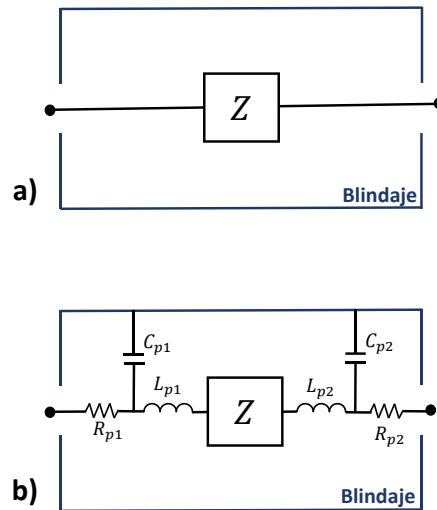 Z
a)
Blindaje
C_{p1}
C_{p2}
L_{p1}
L_{p2}
Z
R_{p1}
R_{p2}
b)
Blindaje